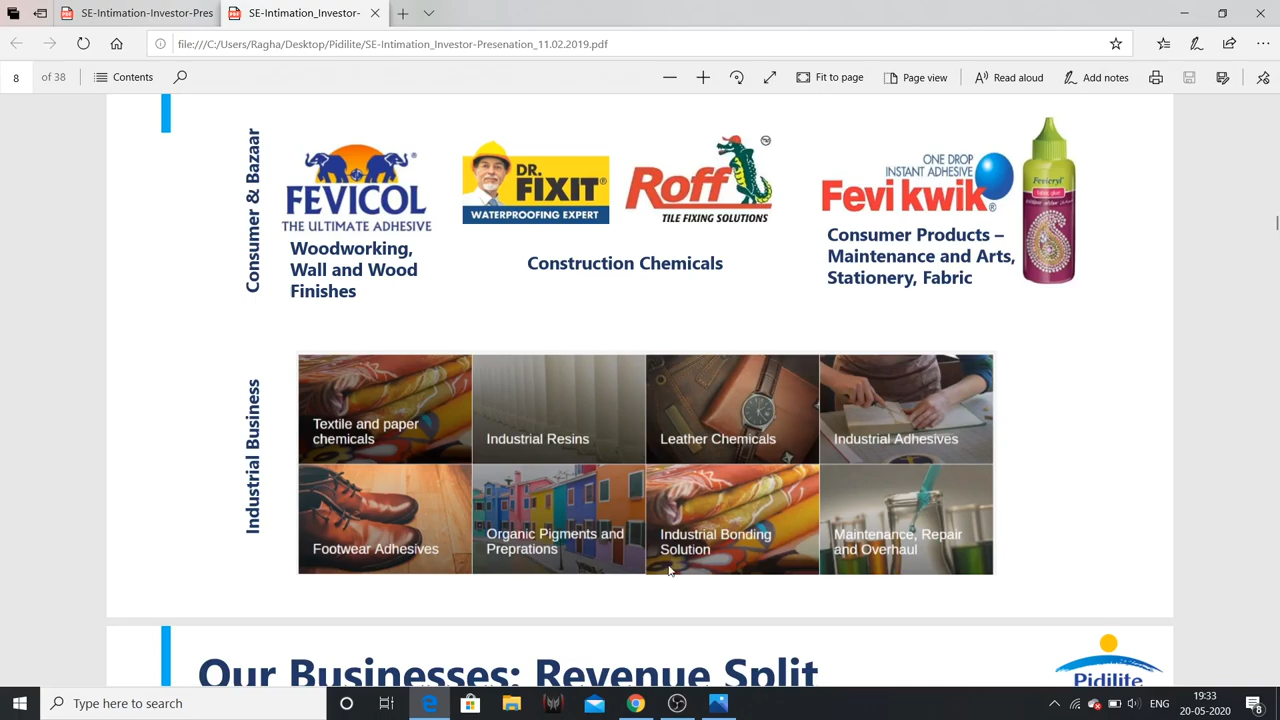 SE-Intimation-Investor-Pres
SE-Intimation-Investor-
file:///C:/Users/Ragha/Desktop/Pidilite/SE-Intimation_Investor-Presenation_11.02.2019.pdf
8 of 38 Contents Fit to page Page view Read aloud Add notes
Consumer & Bazaar
FEVICOL
THE ULTIMATE ADHESIVE
Woodworking,
Wall and Wood
Finishes
DR.
FIXIT
WATERPROOFING EXPERT
Roff
TILE FIXING SOLUTIONS
Construction Chemicals
ONE DROP
INSTANT ADHESIVE
Fevi kwik
Consumer Products –
Maintenance and Arts,
Stationery, Fabric
Fevicryl
Industrial Business
Textile and paper
chemicals
Industrial Resins
Leather Chemicals
Industrial Adhesives
Footwear Adhesives
Organic Pigments and
Preprations
Industrial Bonding
Solution
Maintenance, Repair
and Overhaul
Our Businesses: Revenue Split
Pidilite
Type here to search
ENG
19:33
20-05-2020
8